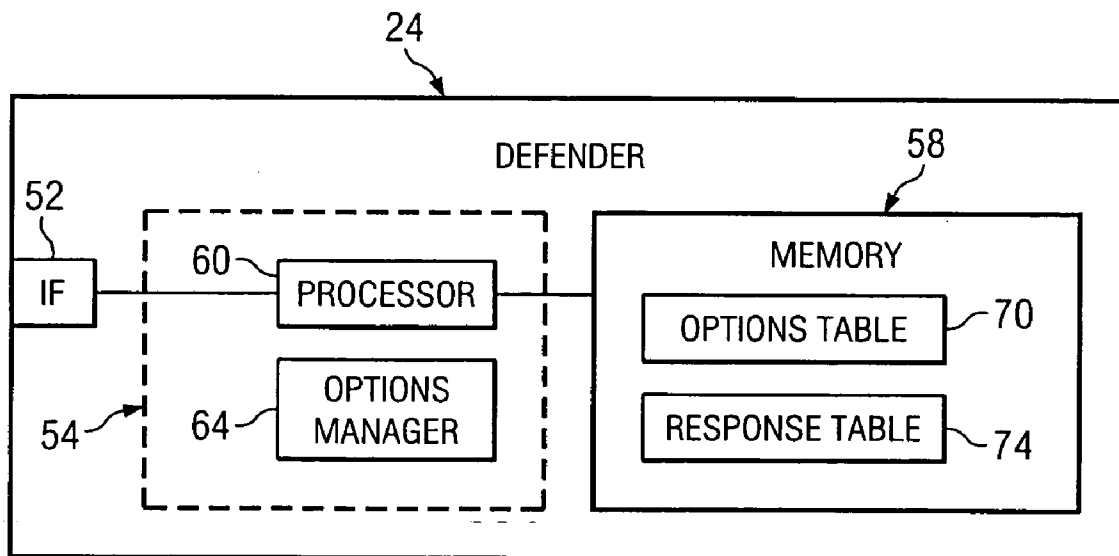 24
DEFENDER
58
52
IF
60
PROCESSOR
MEMORY
OPTIONS TABLE
70
OPTIONS
MANAGER
54
64
RESPONSE TABLE
74